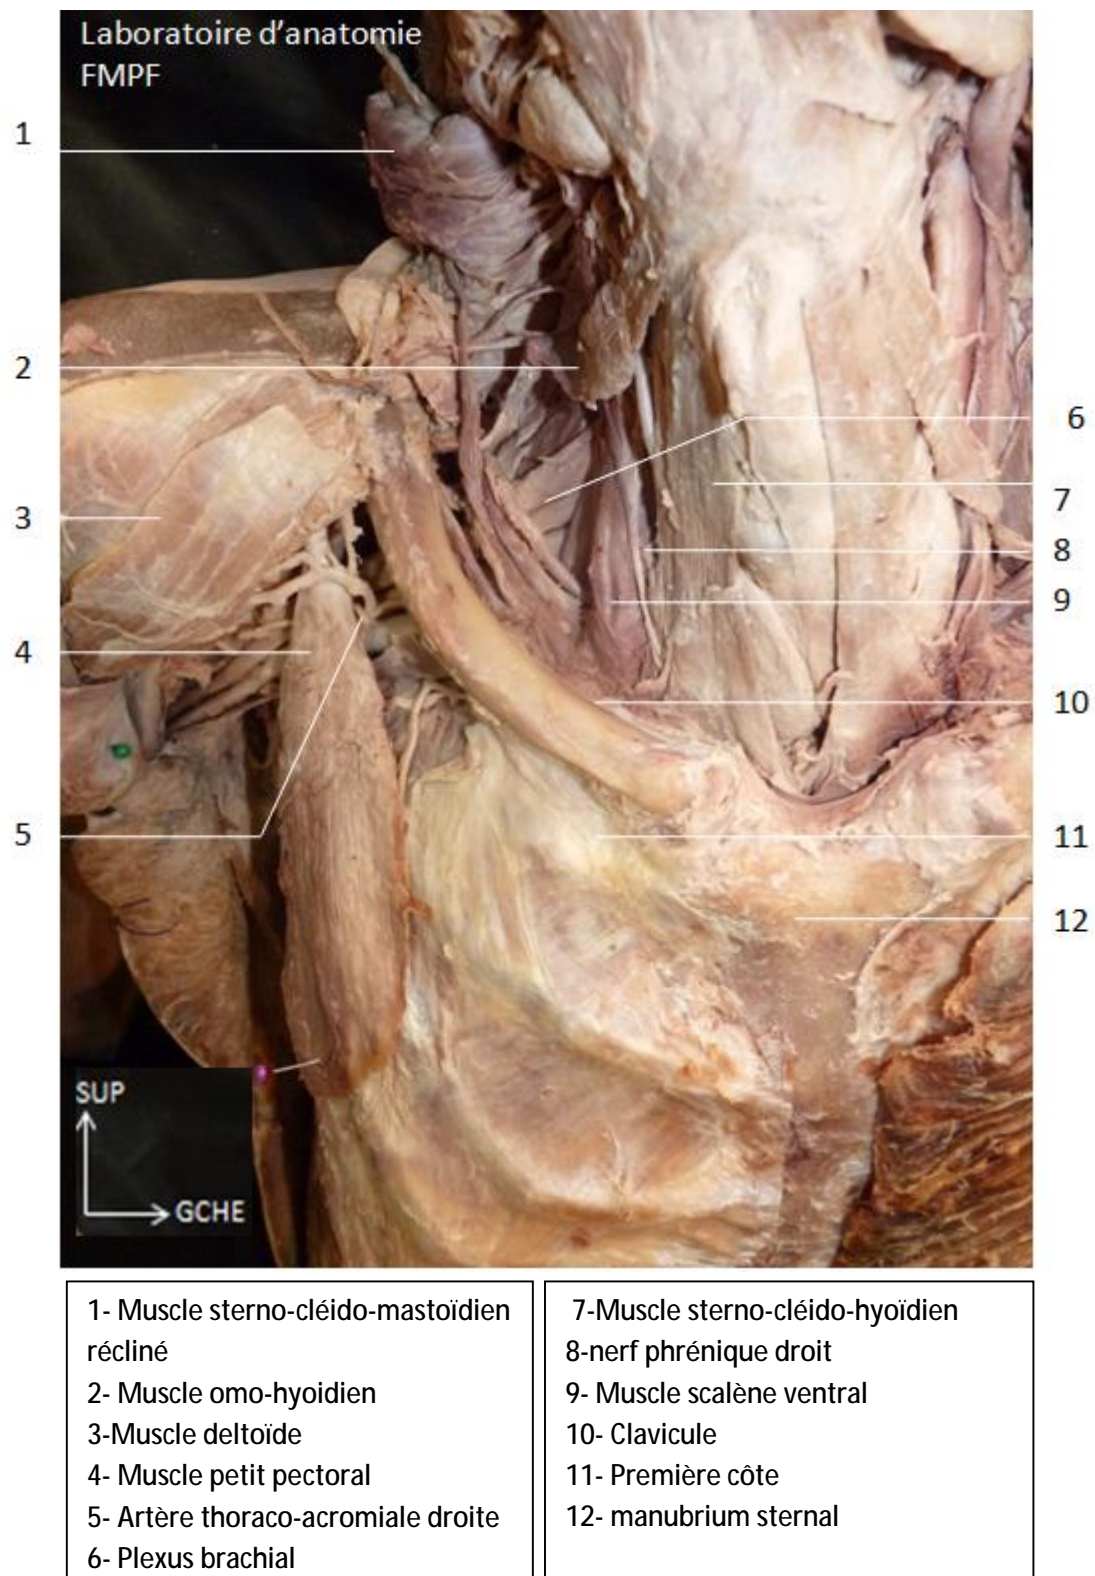 Laboratoire d'anatomie
FMPF
1
2
3
4
5
6
7
8
9
10
11
12
SUP
GCHE
1- Muscle sterno-cléido-mastoïdien
récliné
2- Muscle omo-hyoidien
3-Muscle deltoïde
4- Muscle petit pectoral
5- Artère thoraco-acromiale droite
6- Plexus brachial
7-Muscle sterno-cléido-hyoïdien
8-nerf phrénique droit
9- Muscle scalène ventral
10- Clavicule
11- Première côte
12- manubrium sternal